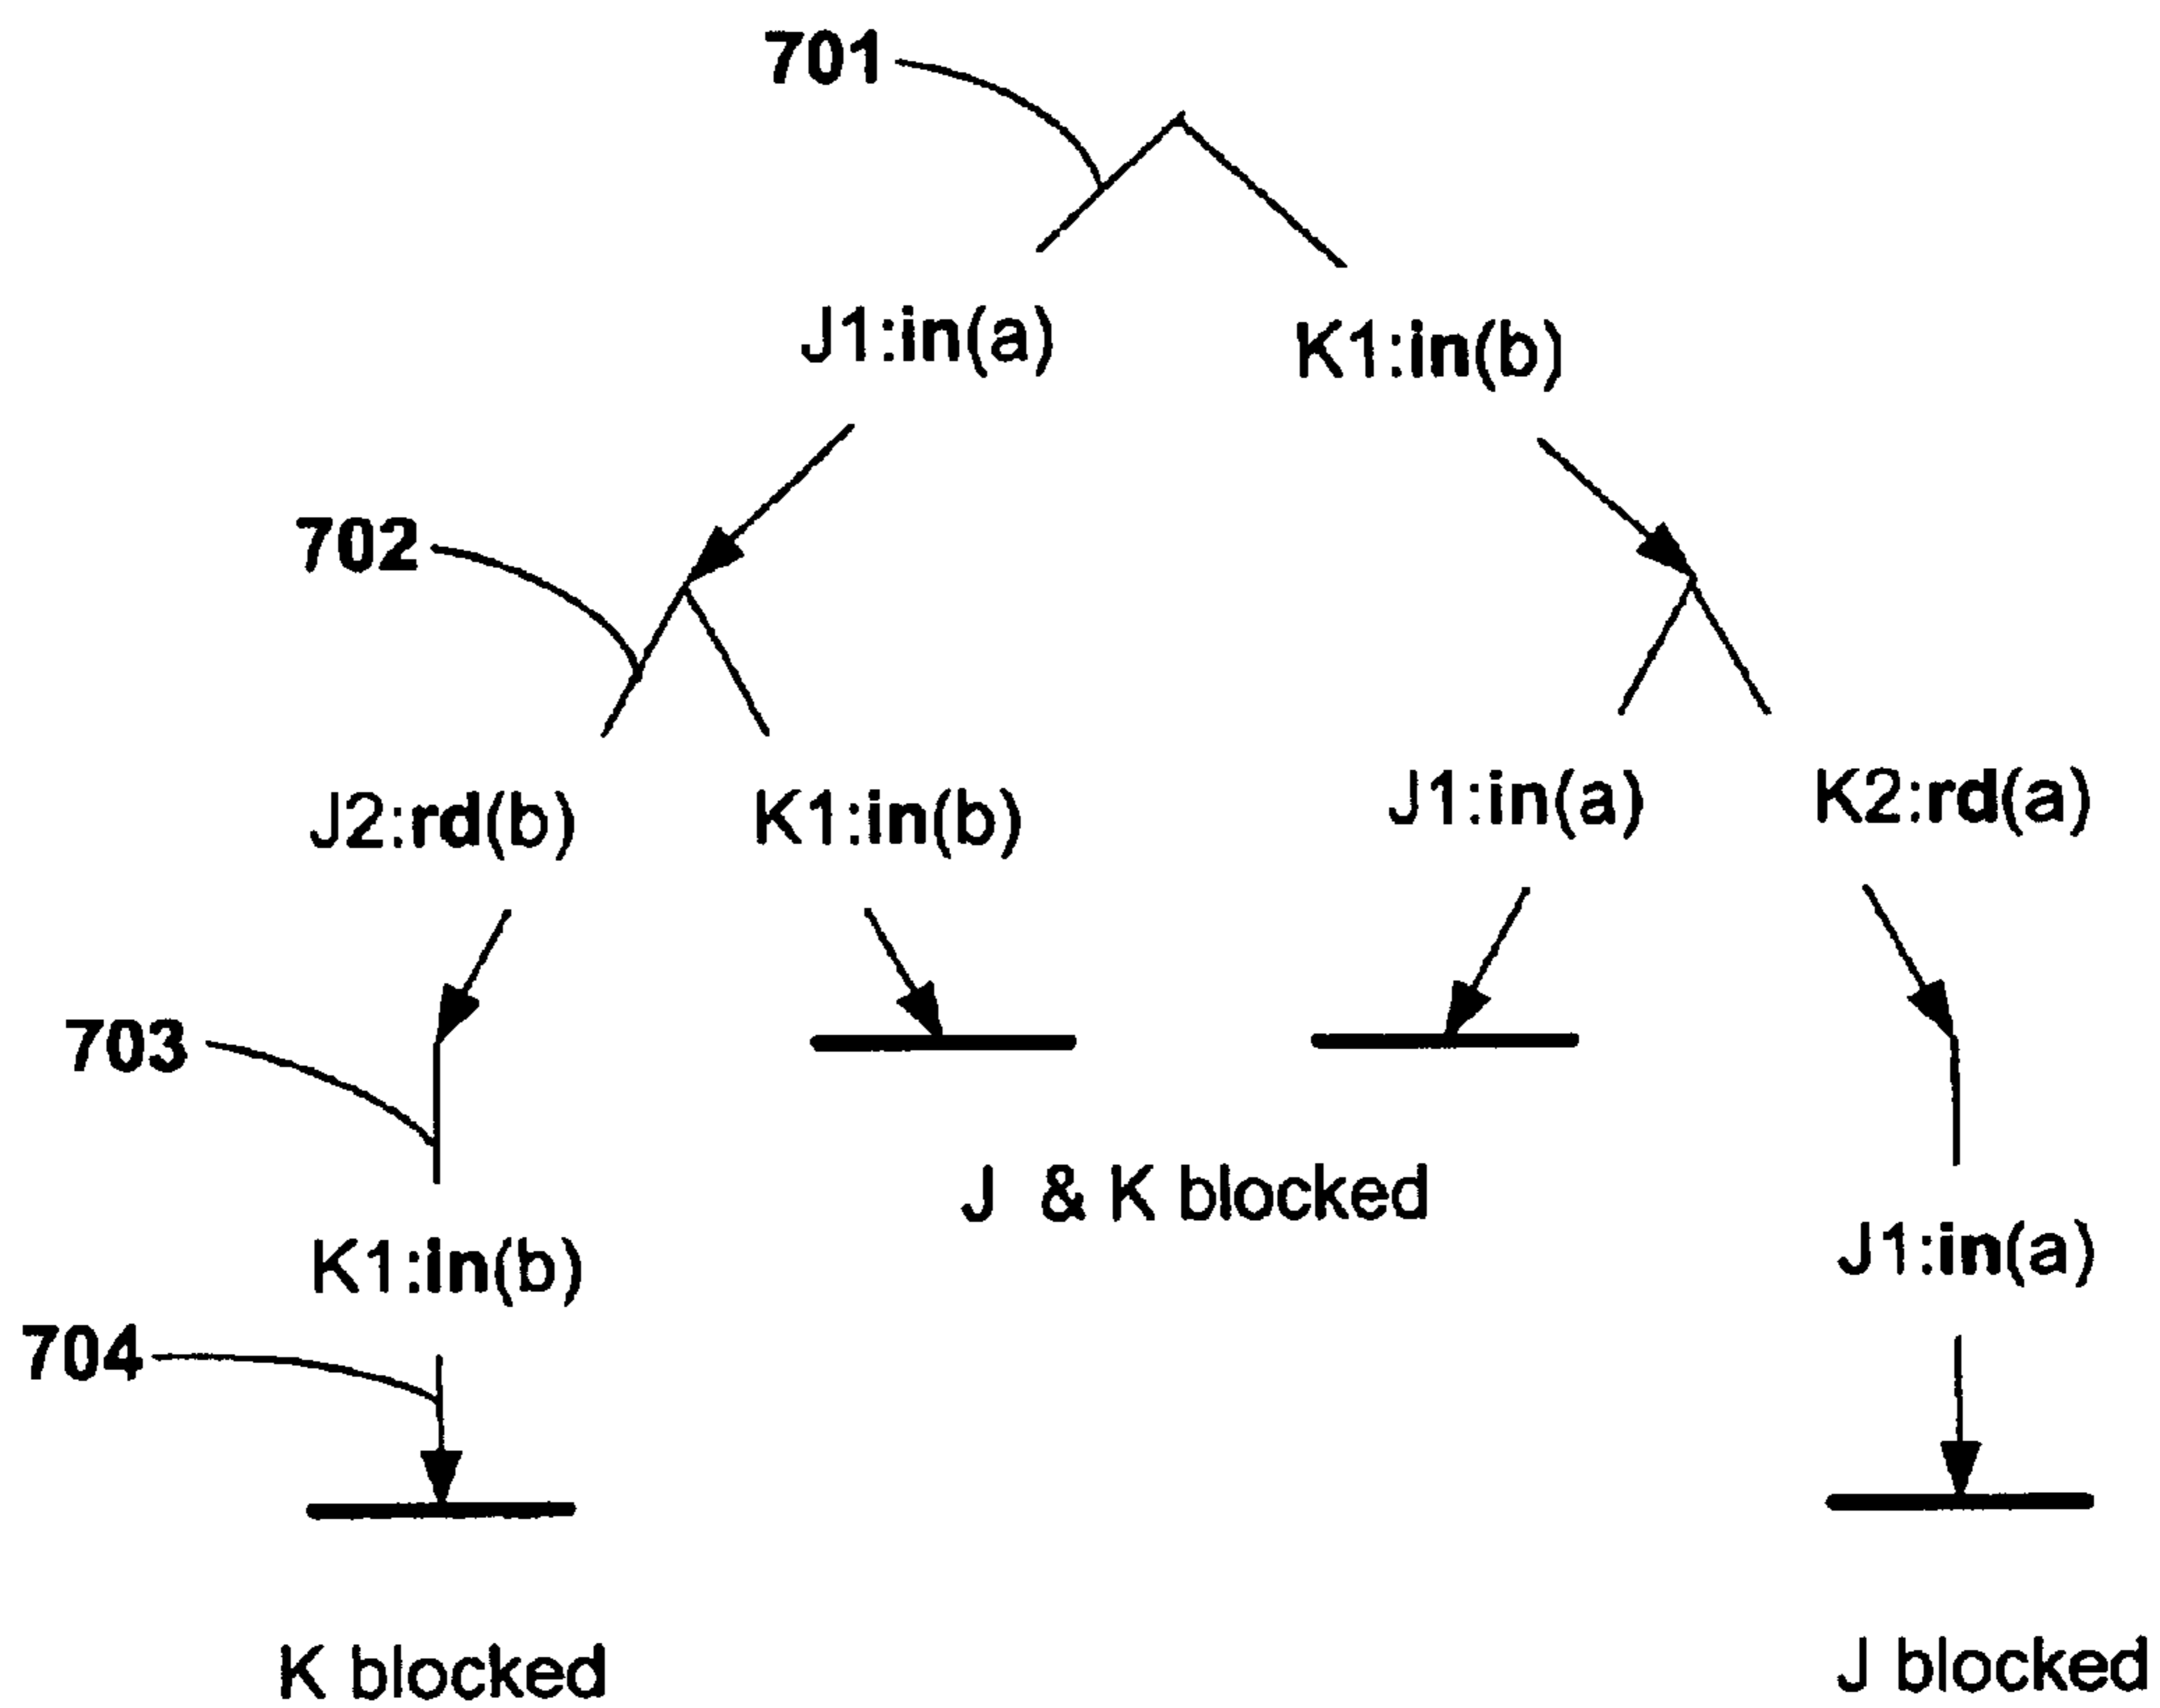 701
J1:in(a)
K1:in(b)
702
J2:rd(b)
K1:in(b)
J1:in(a)
K2:rd(a)
703
J & K blocked
K1:in(b)
J1:in(a)
704
K blocked
J blocked